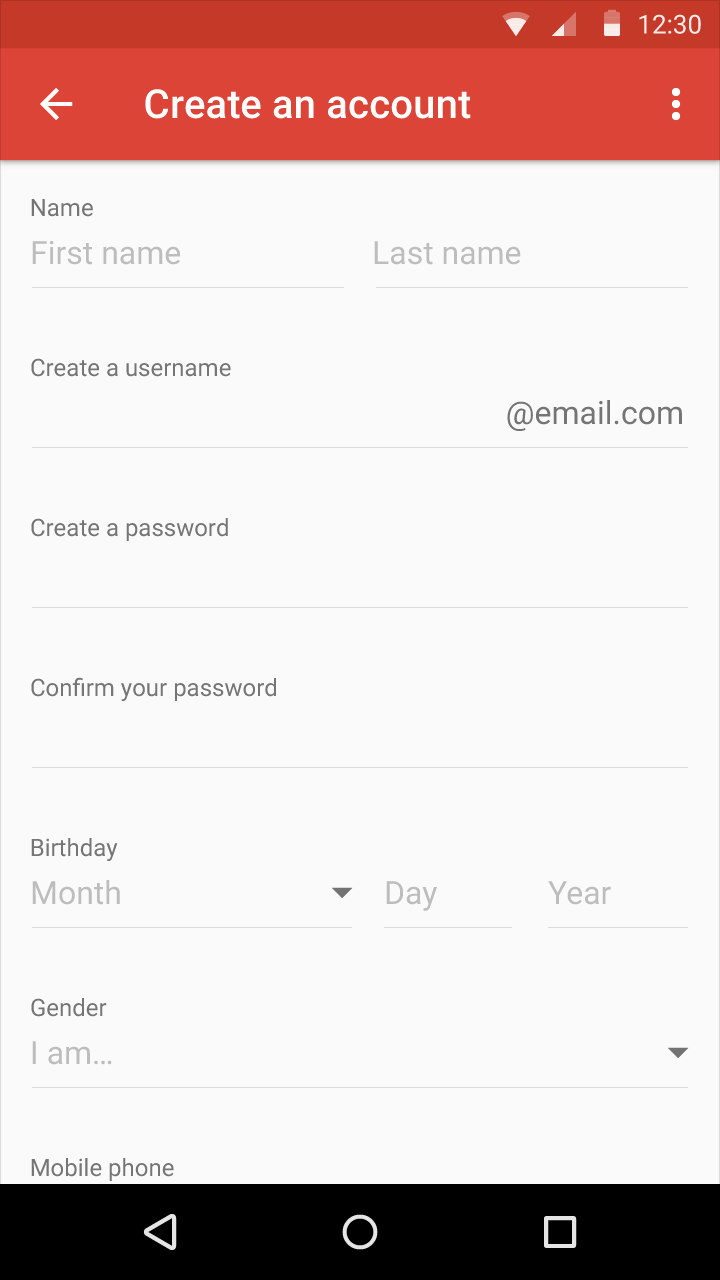 12:30
Create an account
Name
First name Last name
Create a username
@email.com
Create a password
Confirm your password
Birthday
Month Day Year
Gender
I am...
Mobile phone